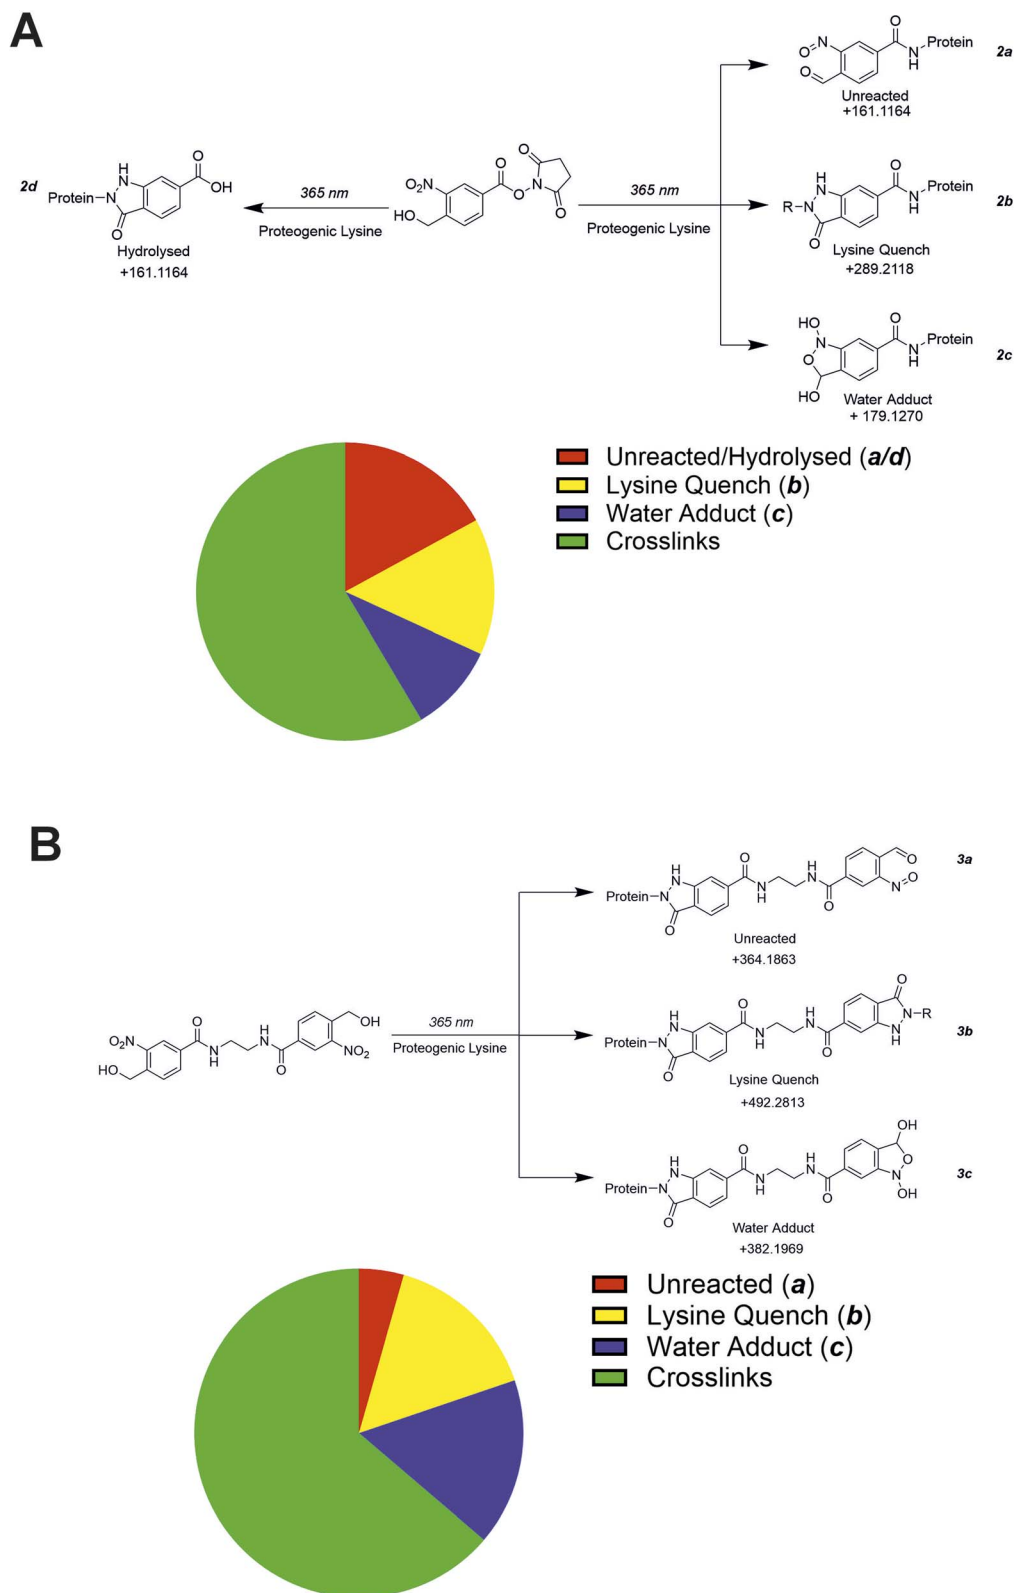 A
2d
Protein
N
H
N
O
O
OH
Hydrolysed
+161.1164
365 nm
Proteogenic Lysine
O₂N
HO
O
O
N
O
O
365 nm
Proteogenic Lysine
O
N
O
O
N
H
Protein
2a
Unreacted
+161.1164
H
N
R
N
O
O
N
H
Protein
2b
Lysine Quench
+289.2118
HO
N
O
HO
O
N
H
Protein
2c
Water Adduct
+ 179.1270
Unreacted/Hydrolysed (a/d)
Lysine Quench (b)
Water Adduct (c)
Crosslinks
B
O₂N
HO
O
N
H
H
N
O
OH
NO₂
365 nm
Proteogenic Lysine
Protein
N
H
N
O
O
N
H
H
N
O
O
N
O
3a
Unreacted
+364.1863
Protein
N
H
N
O
O
N
H
H
N
O
O
N
R
N
H
3b
Lysine Quench
+492.2813
Protein
N
H
N
O
O
N
H
H
N
O
OH
O
N
OH
3c
Water Adduct
+382.1969
Unreacted (a)
Lysine Quench (b)
Water Adduct (c)
Crosslinks